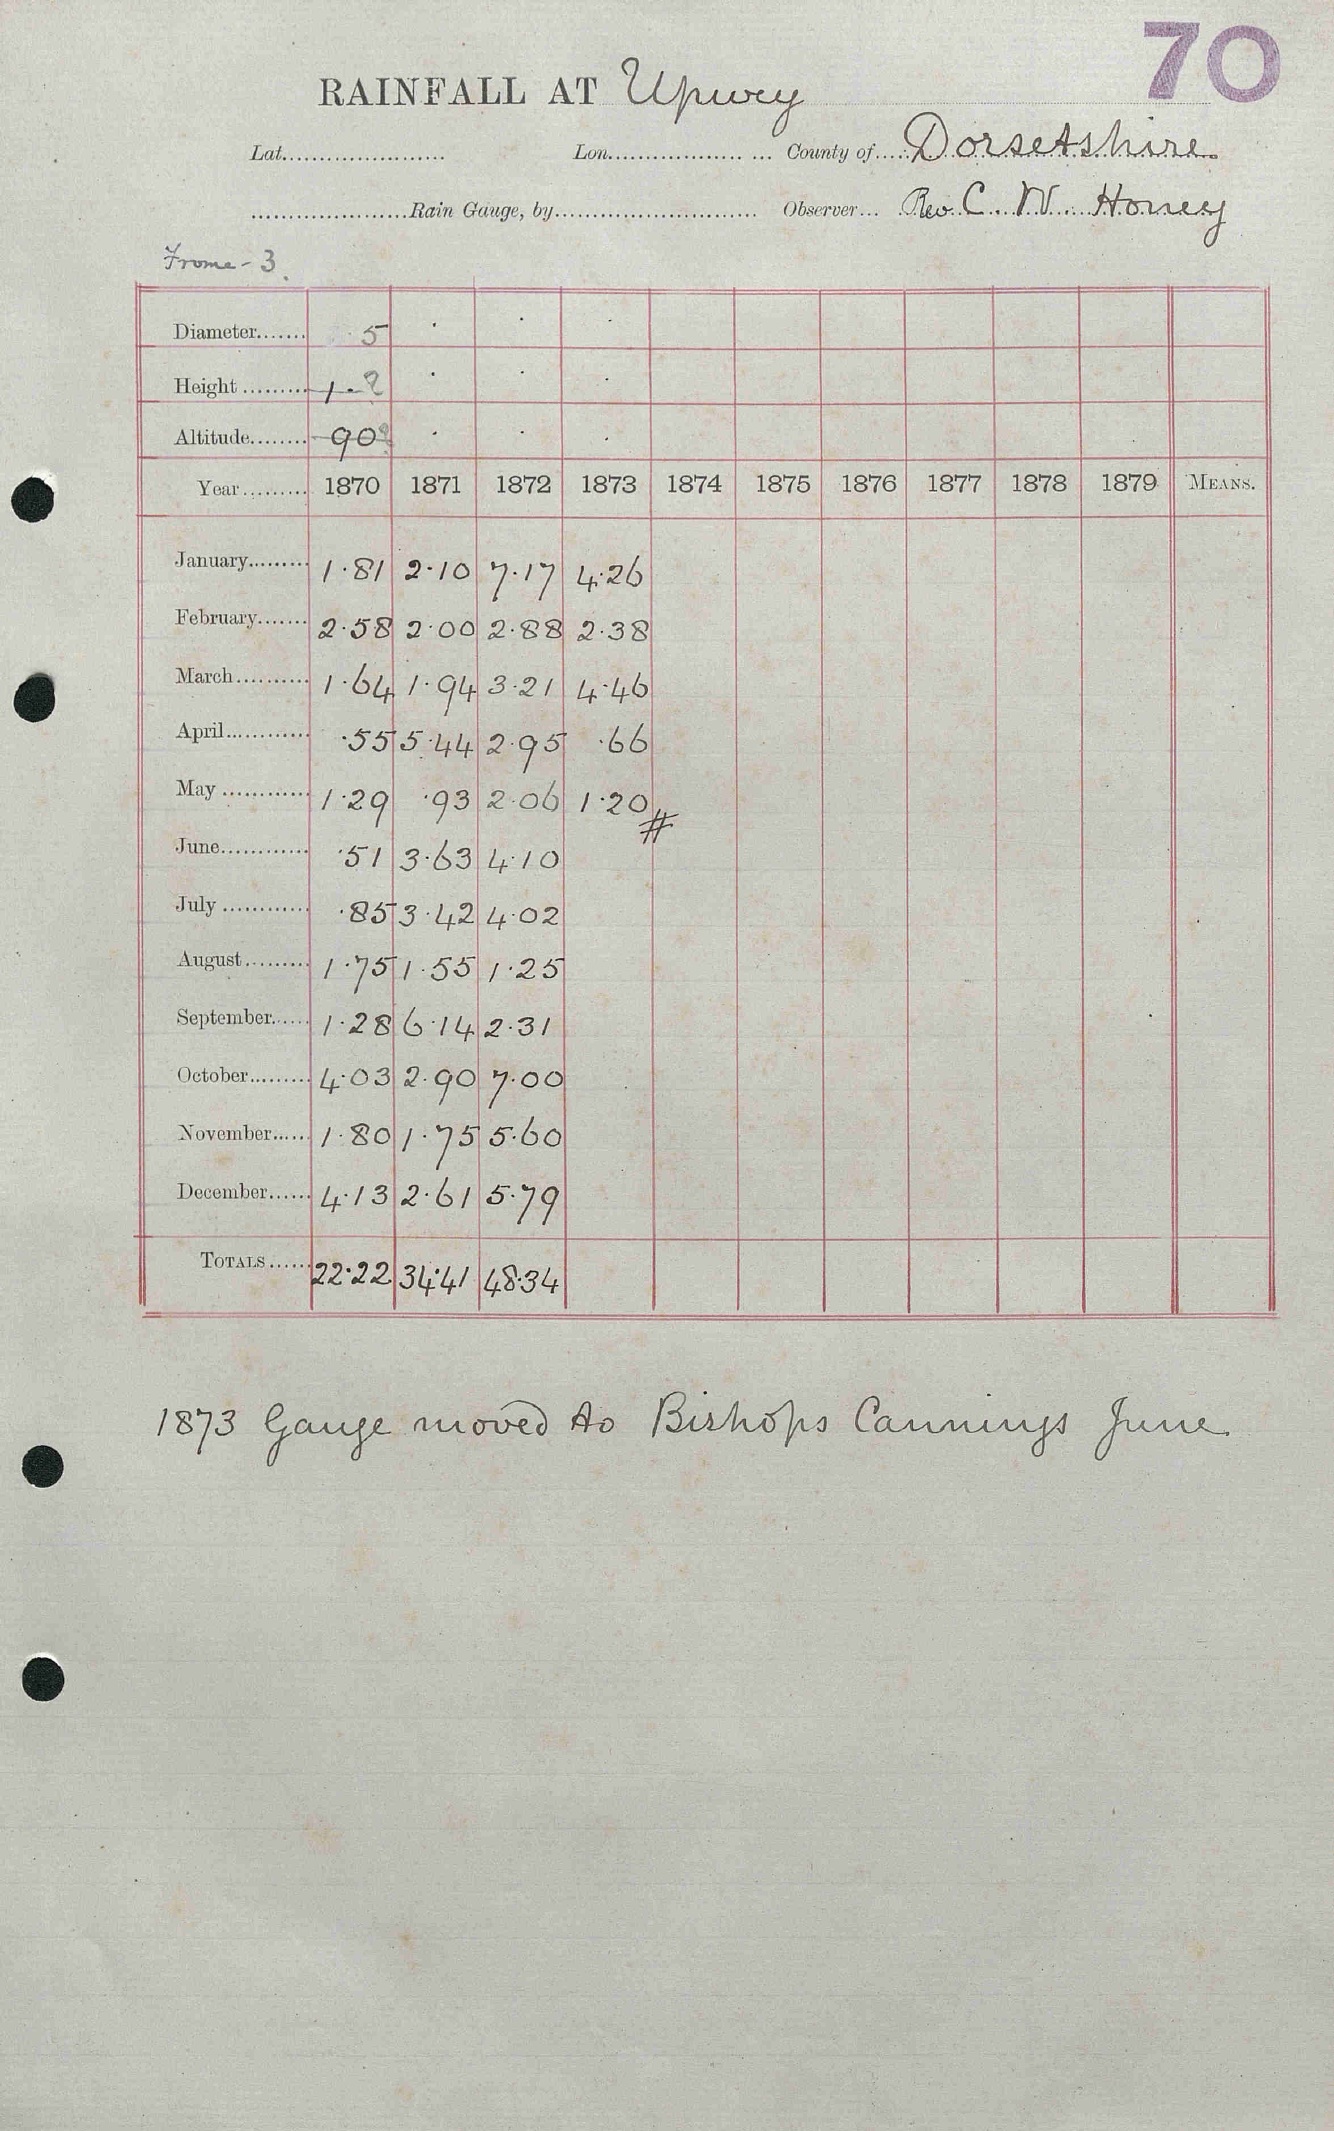 70
RAINFALL AT Upwey
Lat...................... Lon.................. ... County of..... Dorsetshire.
.....................Rain Gauge, by........................... Observer... Rev C. W. Honey
Frome - 3.
Diameter....... 5 . . .
Height ......... 1.? . . .
Altitude........ 90? . . .
Year......... 1870 1871 1872 1873 1874 1875 1876 1877 1878 1879 MEANS.
January......... 1.81 2.10 7.17 4.26
February....... 2.58 2.00 2.88 2.38
March.......... 1.64 1.94 3.21 4.46
April............ .55 5.44 2.95 .66
May ............ 1.29 .93 2.06 1.20 #
June............ .51 3.63 4.10
July ............ .85 3.42 4.02
August......... 1.75 1.55 1.25
September...... 1.28 6.14 2.31
October......... 4.03 2.90 7.00
November...... 1.80 1.75 5.60
December...... 4.13 2.61 5.79
TOTALS...... 22.22 34.41 48.34
1873 Gauge moved to Bishops Cannings June.